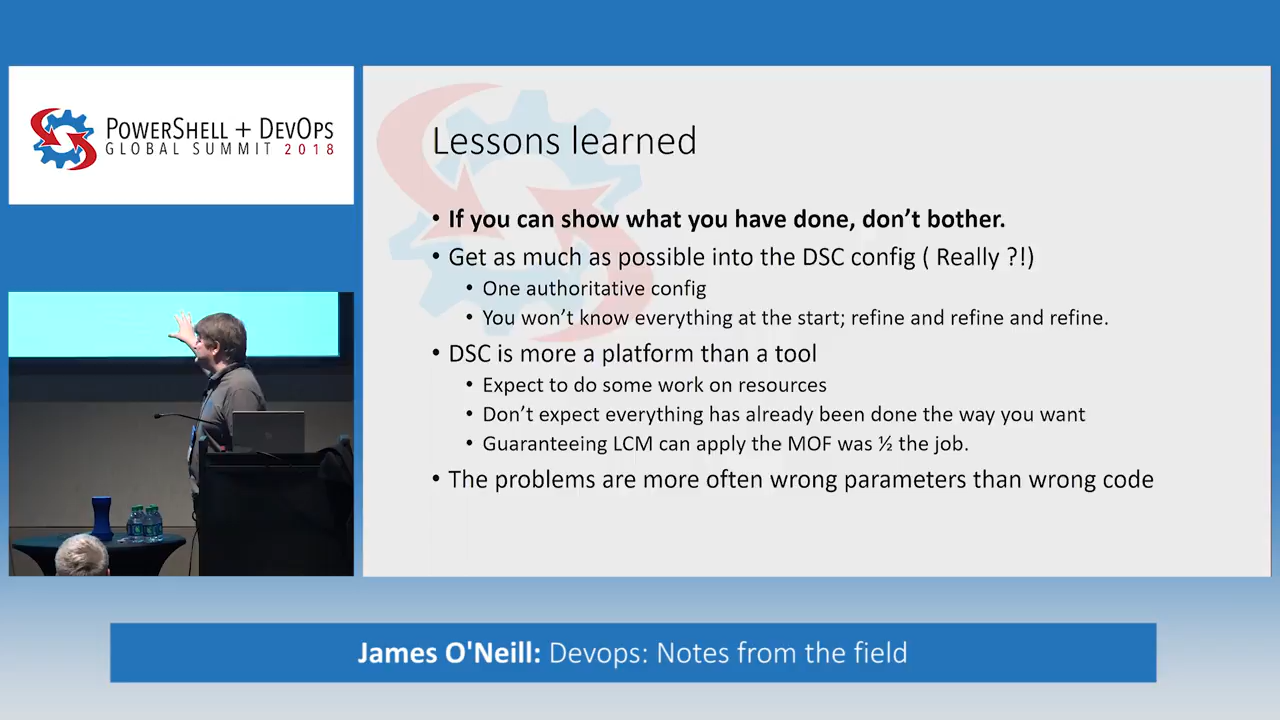 POWERSHELL + DEVOPS
GLOBAL SUMMIT 2018
Lessons learned
• If you can show what you have done, don’t bother.
• Get as much as possible into the DSC config ( Really ?!)
• One authoritative config
• You won’t know everything at the start; refine and refine and refine.
• DSC is more a platform than a tool
• Expect to do some work on resources
• Don’t expect everything has already been done the way you want
• Guaranteeing LCM can apply the MOF was ½ the job.
• The problems are more often wrong parameters than wrong code
James O'Neill: Devops: Notes from the field